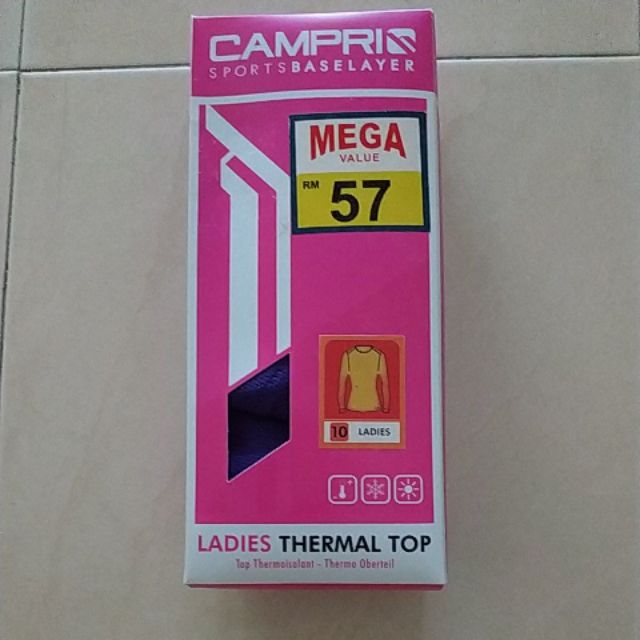 CAMPRI
SPORTSBASELAYER
MEGA
VALUE
RM 57
10 LADIES
LADIES THERMAL TOP
Top Thermoisolant - Thermo Oberteil